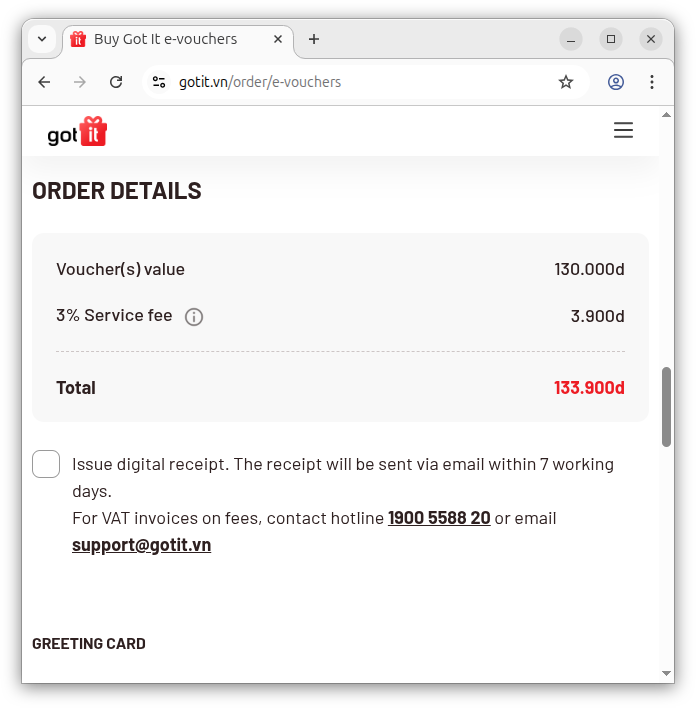 Buy Got It e-vouchers
gotit.vn/order/e-vouchers
got it
ORDER DETAILS
Voucher(s) value 130.000đ
3% Service fee 3.900đ
Total 133.900đ
Issue digital receipt. The receipt will be sent via email within 7 working
days.
For VAT invoices on fees, contact hotline 1900 5588 20 or email
support@gotit.vn
GREETING CARD